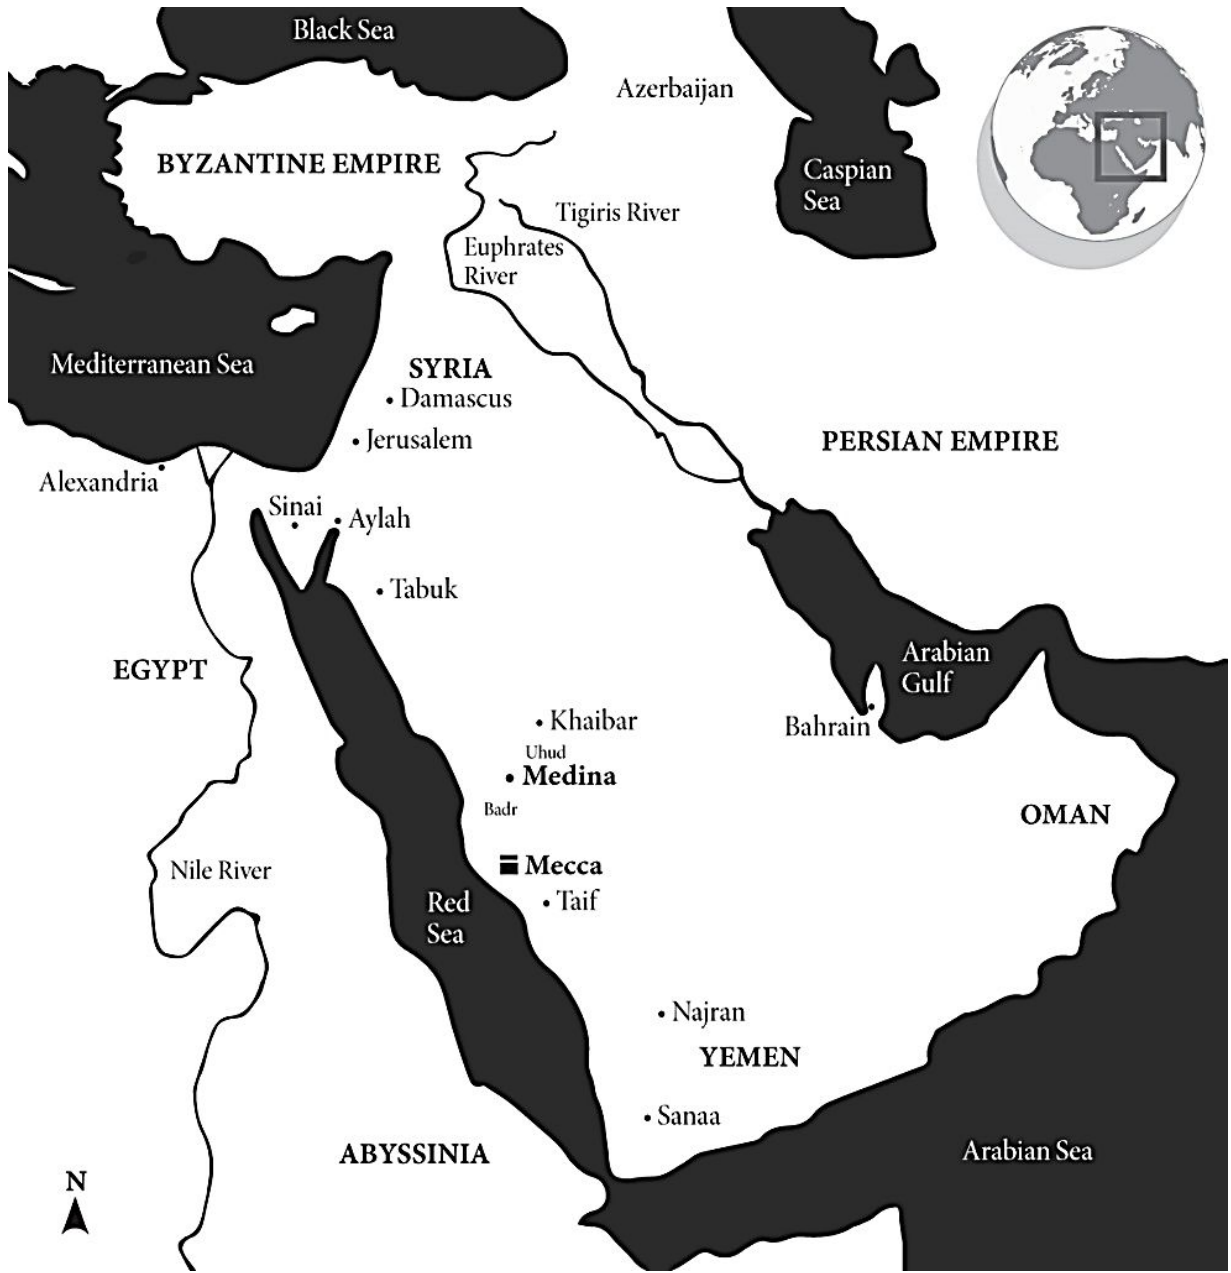 Black Sea
Azerbaijan
BYZANTINE EMPIRE
Caspian
Sea
Tigiris River
Euphrates
River
Mediterranean Sea
SYRIA
Damascus
Jerusalem
PERSIAN EMPIRE
Alexandria
Sinai
Aylah
Tabuk
EGYPT
Arabian
Gulf
Khaibar
Bahrain
Uhud
Medina
Badr
OMAN
Mecca
Nile River
Taif
Red
Sea
Najran
YEMEN
Sanaa
ABYSSINIA
Arabian Sea
N